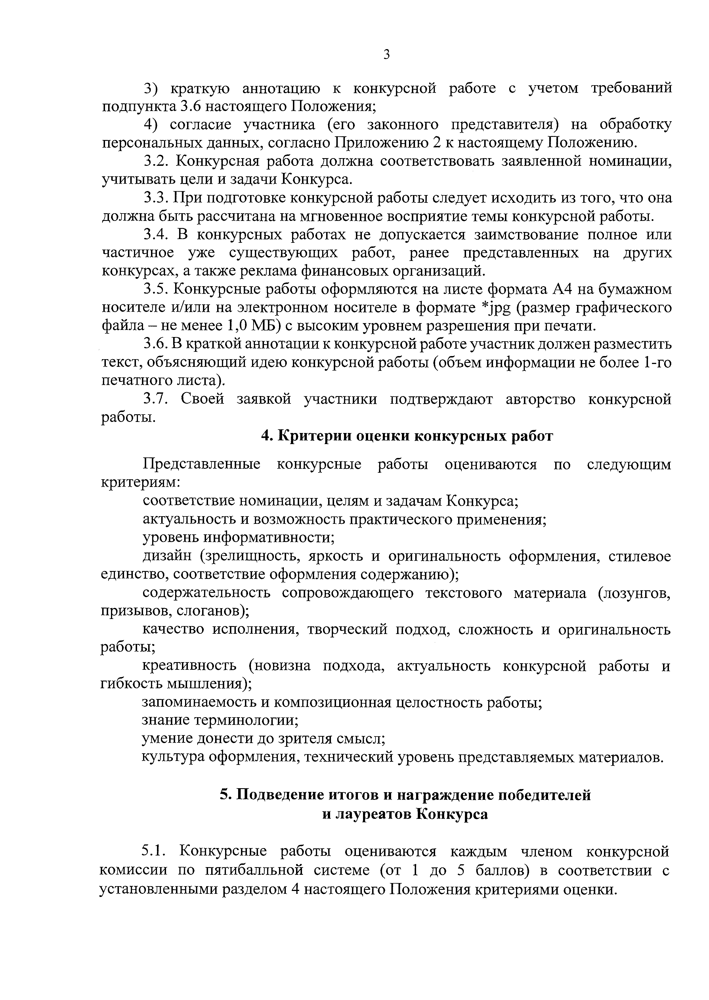 3
3) краткую аннотацию к конкурсной работе с учетом требований
подпункта 3.6 настоящего Положения;
4) согласие участника (его законного представителя) на обработку
персональных данных, согласно Приложению 2 к настоящему Положению.
3.2. Конкурсная работа должна соответствовать заявленной номинации,
учитывать цели и задачи Конкурса.
3.3. При подготовке конкурсной работы следует исходить из того, что она
должна быть рассчитана на мгновенное восприятие темы конкурсной работы.
3.4. В конкурсных работах не допускается заимствование полное или
частичное уже существующих работ, ранее представленных на других
конкурсах, а также реклама финансовых организаций.
3.5. Конкурсные работы оформляются на листе формата А4 на бумажном
носителе и/или на электронном носителе в формате *jpg (размер графического
файла – не менее 1,0 МБ) с высоким уровнем разрешения при печати.
3.6. В краткой аннотации к конкурсной работе участник должен разместить
текст, объясняющий идею конкурсной работы (объем информации не более 1-го
печатного листа).
3.7. Своей заявкой участники подтверждают авторство конкурсной
работы.
4. Критерии оценки конкурсных работ
Представленные конкурсные работы оцениваются по следующим
критериям:
соответствие номинации, целям и задачам Конкурса;
актуальность и возможность практического применения;
уровень информативности;
дизайн (зрелищность, яркость и оригинальность оформления, стилевое
единство, соответствие оформления содержанию);
содержательность сопровождающего текстового материала (лозунгов,
призывов, слоганов);
качество исполнения, творческий подход, сложность и оригинальность
работы;
креативность (новизна подхода, актуальность конкурсной работы и
гибкость мышления);
запоминаемость и композиционная целостность работы;
знание терминологии;
умение донести до зрителя смысл;
культура оформления, технический уровень представляемых материалов.
5. Подведение итогов и награждение победителей
и лауреатов Конкурса
5.1. Конкурсные работы оцениваются каждым членом конкурсной
комиссии по пятибалльной системе (от 1 до 5 баллов) в соответствии с
установленными разделом 4 настоящего Положения критериями оценки.